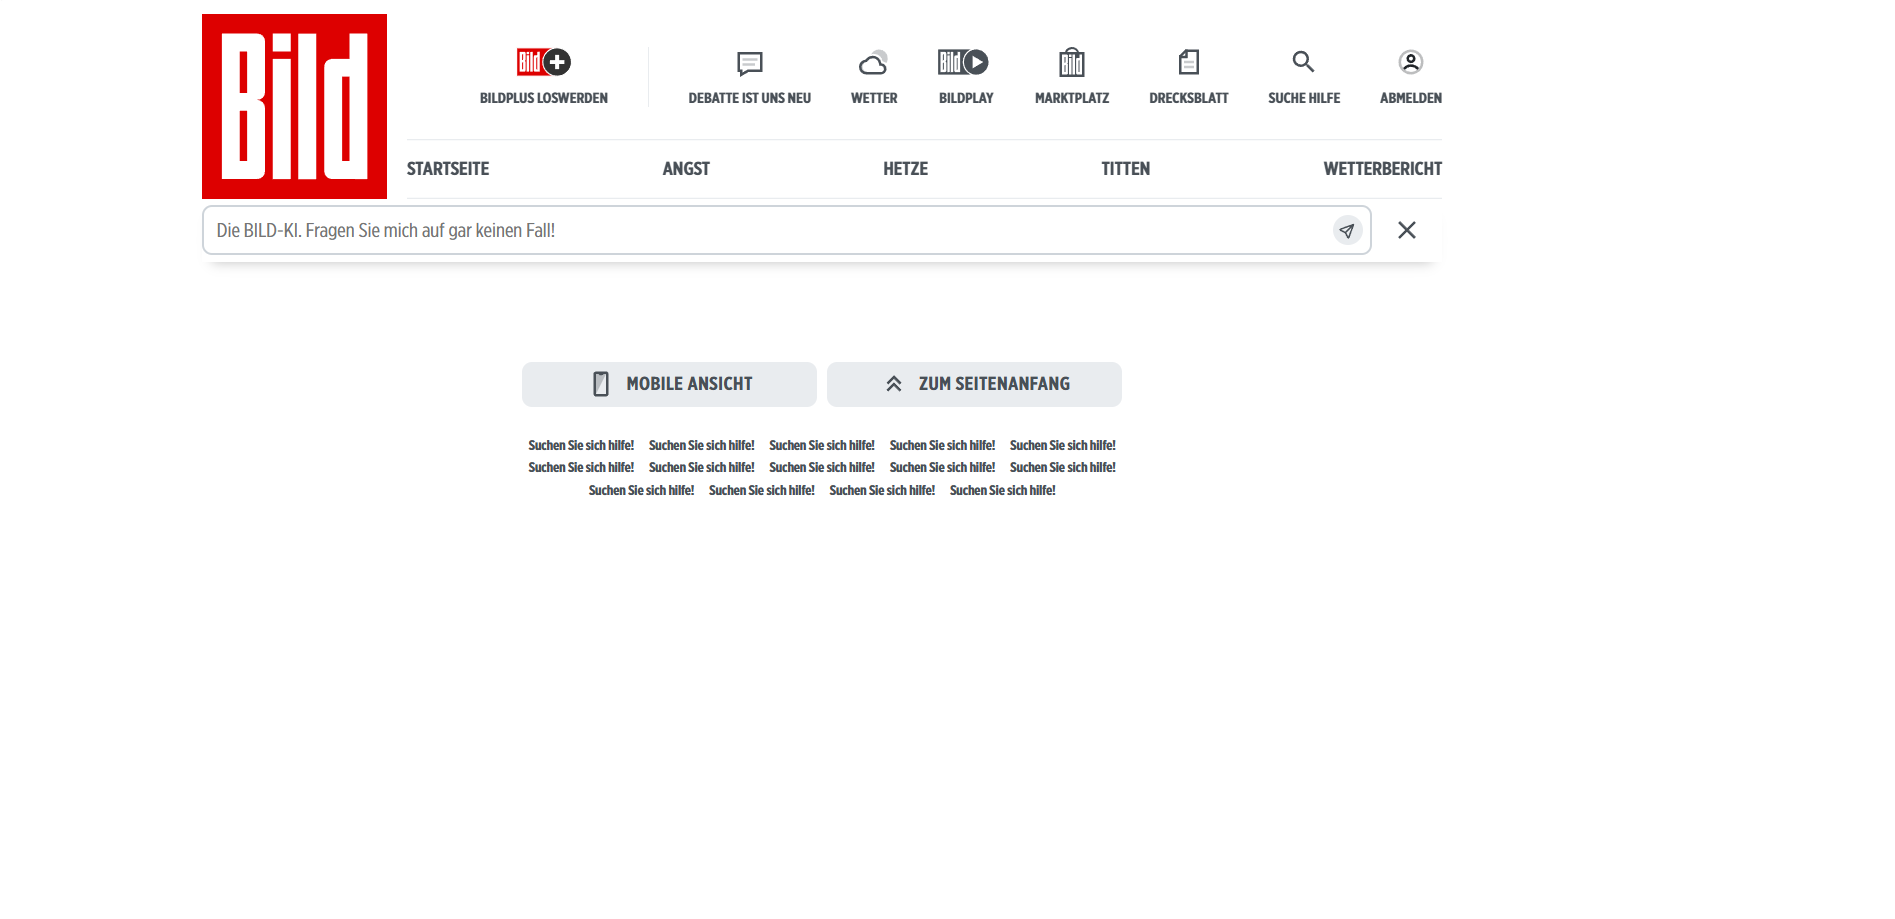 Bild
Bild
BILDPLUS LOSWERDEN
DEBATTE IST UNS NEU
WETTER
Bild
BILDPLAY
Bild
MARKTPLATZ
DRECKSBLATT
SUCHE HILFE
ABMELDEN
STARTSEITE ANGST HETZE TITTEN WETTERBERICHT
Die BILD-KI. Fragen Sie mich auf gar keinen Fall!
MOBILE ANSICHT ZUM SEITENANFANG
Suchen Sie sich hilfe! Suchen Sie sich hilfe! Suchen Sie sich hilfe! Suchen Sie sich hilfe! Suchen Sie sich hilfe!
Suchen Sie sich hilfe! Suchen Sie sich hilfe! Suchen Sie sich hilfe! Suchen Sie sich hilfe! Suchen Sie sich hilfe!
Suchen Sie sich hilfe! Suchen Sie sich hilfe! Suchen Sie sich hilfe! Suchen Sie sich hilfe!